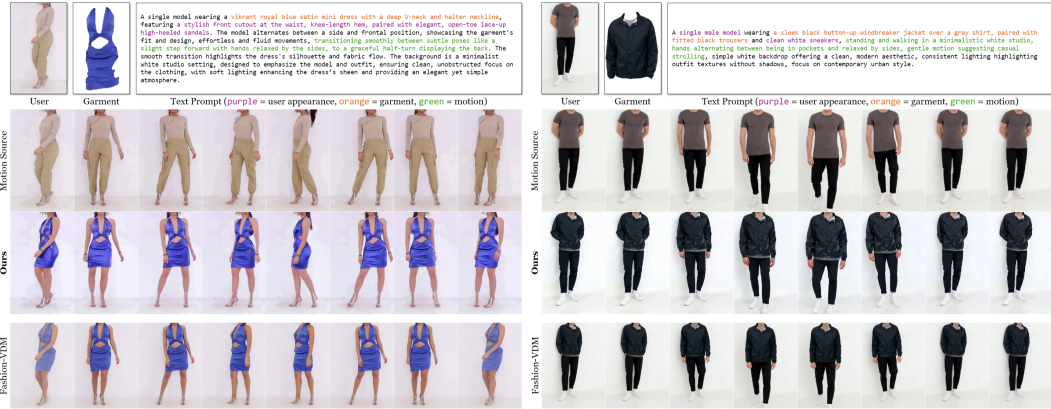 A single model wearing a vibrant royal blue satin mini dress with a deep V-neck and halter neckline,
featuring a stylish front cutout at the waist, knee-length hem, paired with elegant, open-toe lace-up
high-heeled sandals. The model alternates between a side and frontal position, showcasing the garment's
fit and design, effortless and fluid movements, transitioning smoothly between subtle poses like a
slight step forward with hands relaxed by the sides, to a graceful half-turn displaying the back. The
smooth transition highlights the dress's silhouette and fabric flow. The background is a minimalist
white studio setting, designed to emphasize the model and outfit, ensuring clean, unobstructed focus on
the clothing, with soft lighting enhancing the dress's sheen and providing an elegant yet simple
atmosphere.
User
Garment
Text Prompt (purple = user appearance, orange = garment, green = motion)
Motion Source
Ours
Fashion-VDM
A single male model wearing a sleek black button-up windbreaker jacket over a gray shirt, paired with
fitted black trousers and clean white sneakers, standing and walking in a minimalistic white studio,
hands alternating between being in pockets and relaxed by sides, gentle motion suggesting casual
strolling, simple white backdrop offering a clean, modern aesthetic, consistent lighting highlighting
outfit textures without shadows, focus on contemporary urban style.
User
Garment
Text Prompt (purple = user appearance, orange = garment, green = motion)
Motion Source
Ours
Fashion-VDM